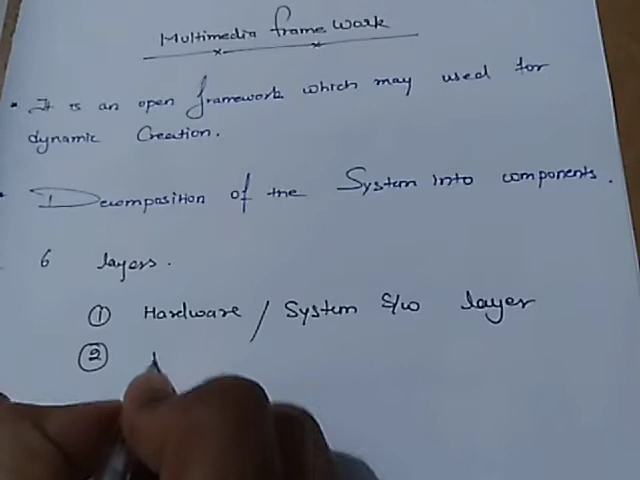 Multimedia frame work
• It is an open framework which may used for
dynamic Creation.
• Decomposition of the System into components.
- 6 layers.
① Hardware / System S/W layer
②